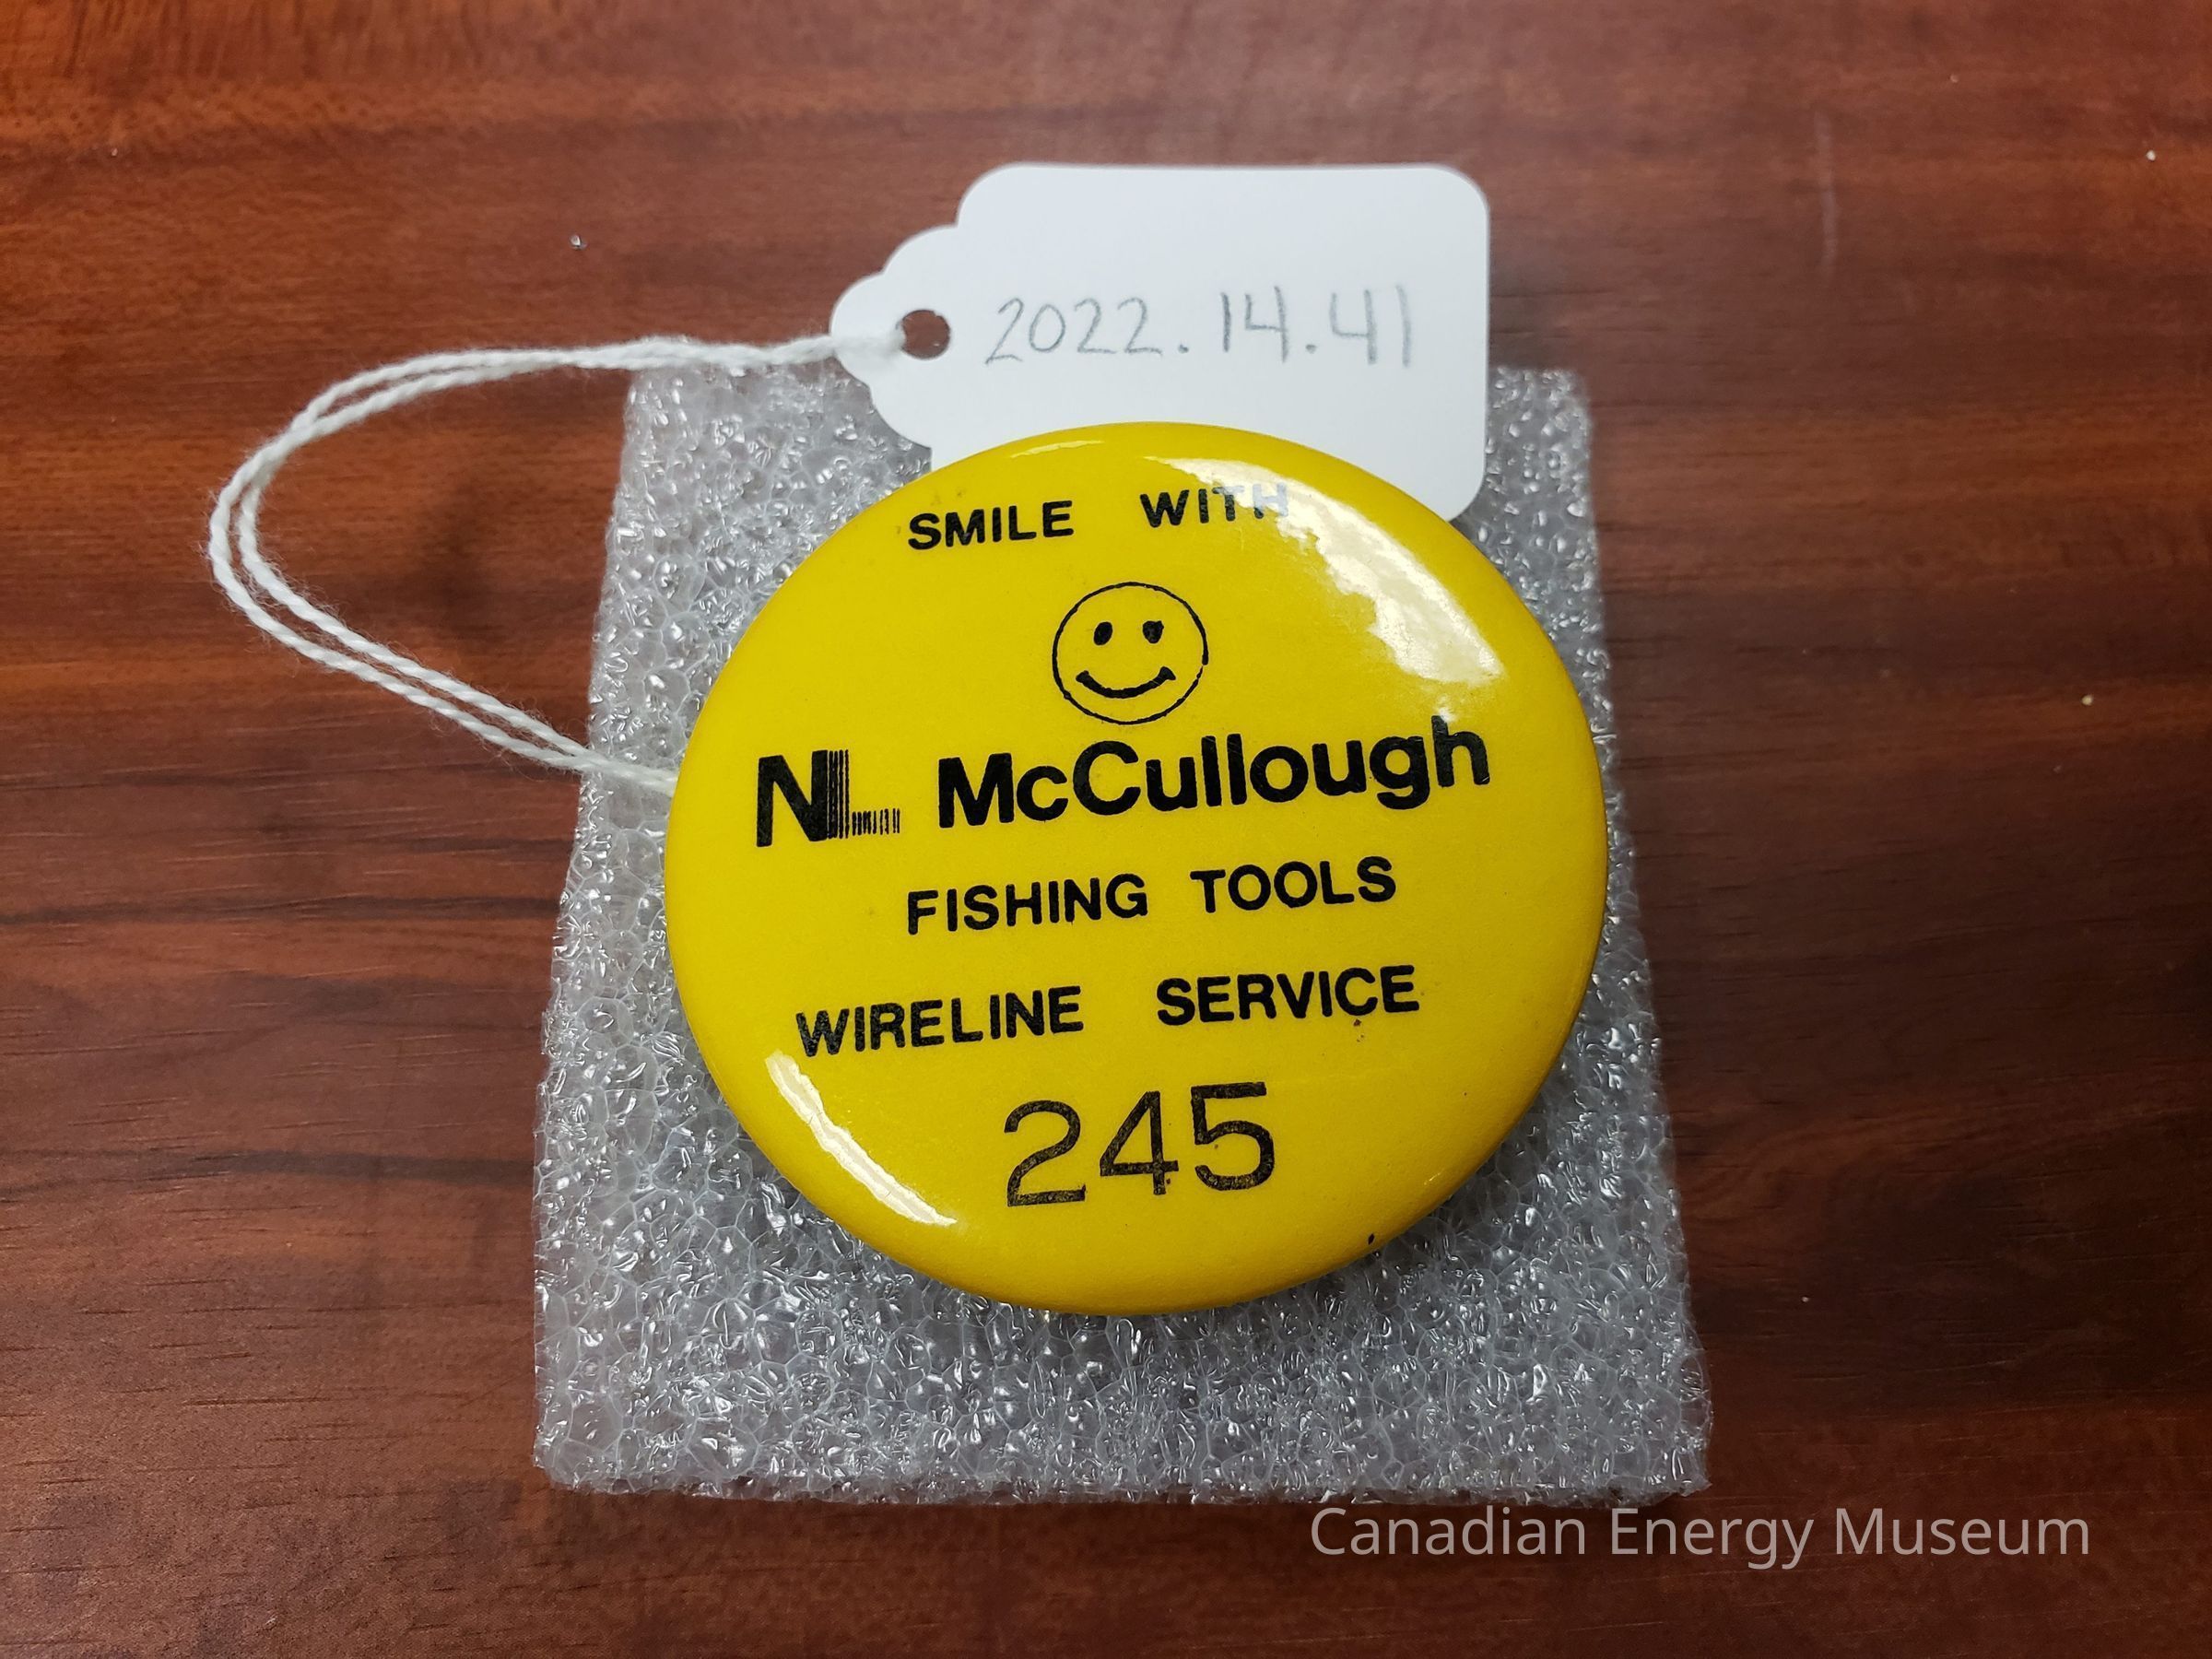 2022.14.41
SMILE WITH
NL McCullough
FISHING TOOLS
WIRELINE SERVICE
245
Canadian Energy Museum